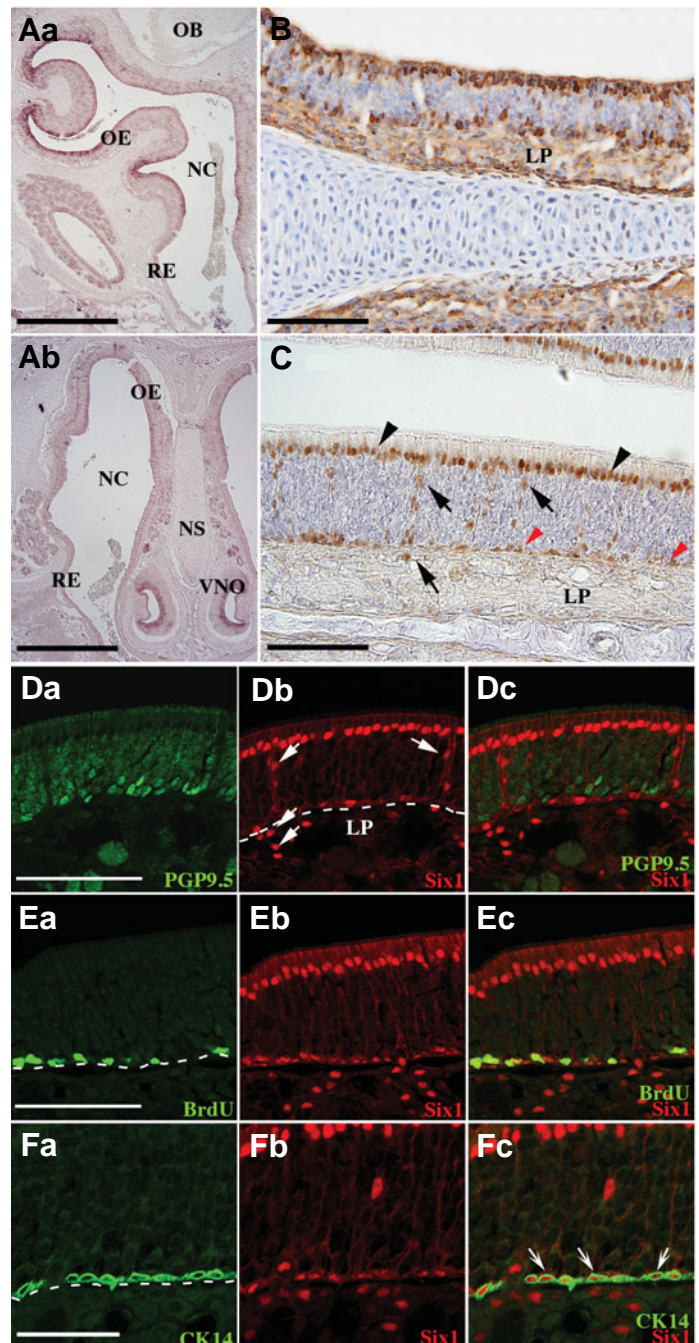 Aa
OB
OE
NC
RE
B
LP
Ab
OE
NC
NS
RE
VNO
C
LP
Da
PGP9.5
Db
LP
Six1
Dc
PGP9.5
Six1
Ea
BrdU
Eb
Six1
Ec
BrdU
Six1
Fa
CK14
Fb
Six1
Fc
CK14
Six1